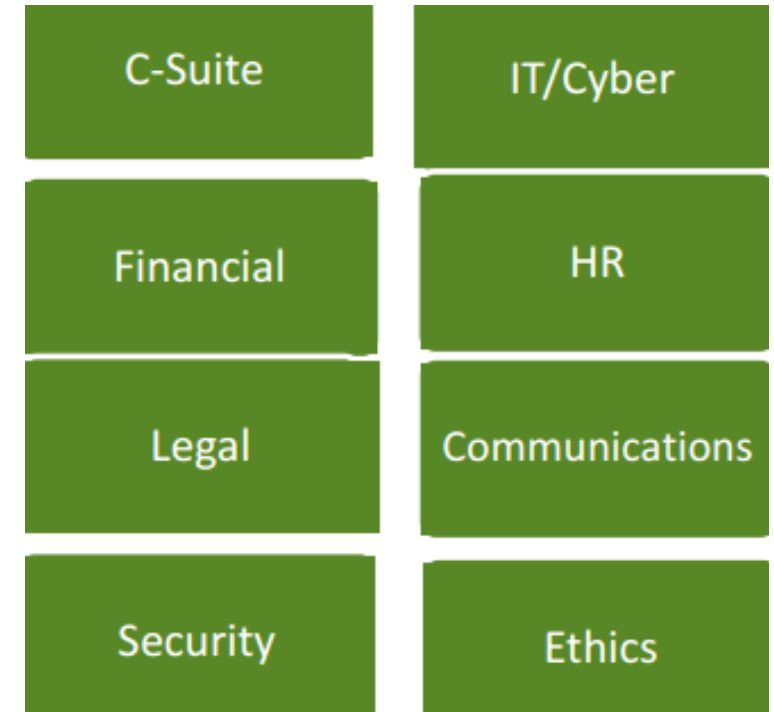 C-Suite
IT/Cyber
Financial
HR
Legal
Communications
Security
Ethics